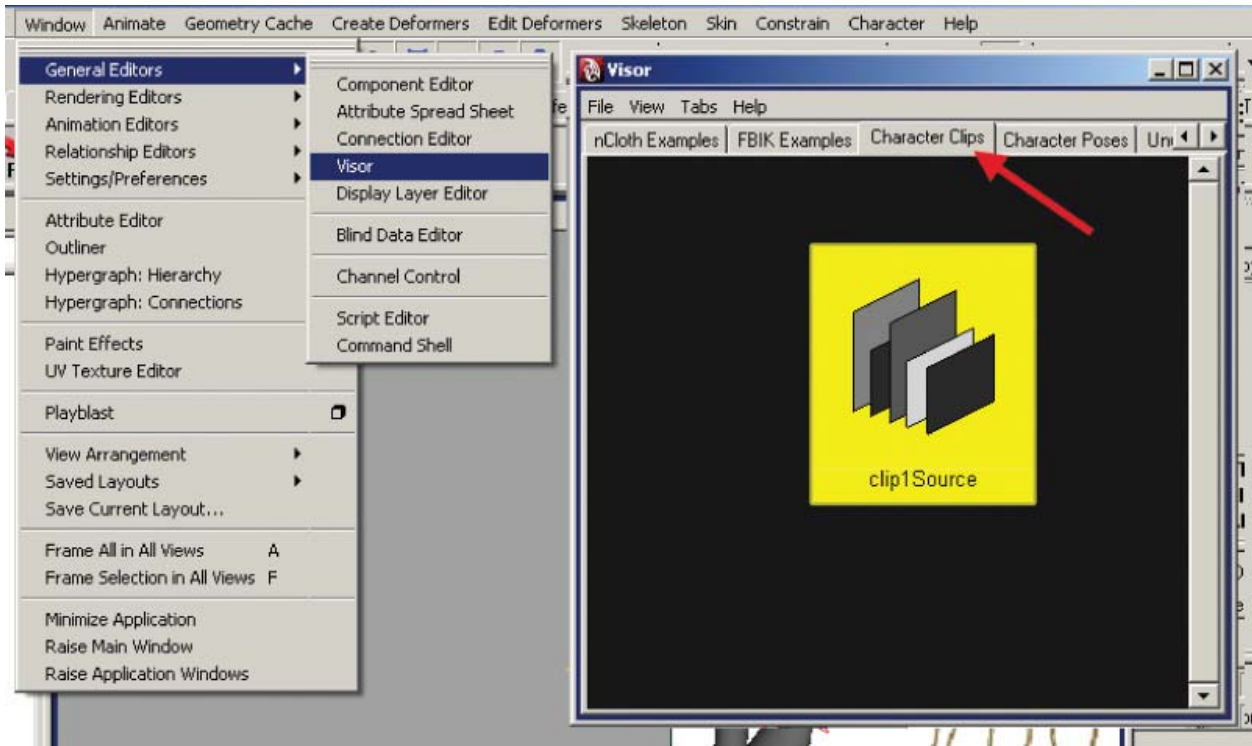 Window Animate Geometry Cache Create Deformers Edit Deformers Skeleton Skin Constrain Character Help
General Editors
Rendering Editors
Animation Editors
Relationship Editors
Settings/Preferences
Attribute Editor
Outliner
Hypergraph: Hierarchy
Hypergraph: Connections
Paint Effects
UV Texture Editor
Playblast
View Arrangement
Saved Layouts
Save Current Layout...
Frame All in All Views A
Frame Selection in All Views F
Minimize Application
Raise Main Window
Raise Application Windows
Component Editor
Attribute Spread Sheet
Connection Editor
Visor
Display Layer Editor
Blind Data Editor
Channel Control
Script Editor
Command Shell
Visor
File View Tabs Help
nCloth Examples FBIK Examples Character Clips Character Poses
clip1Source